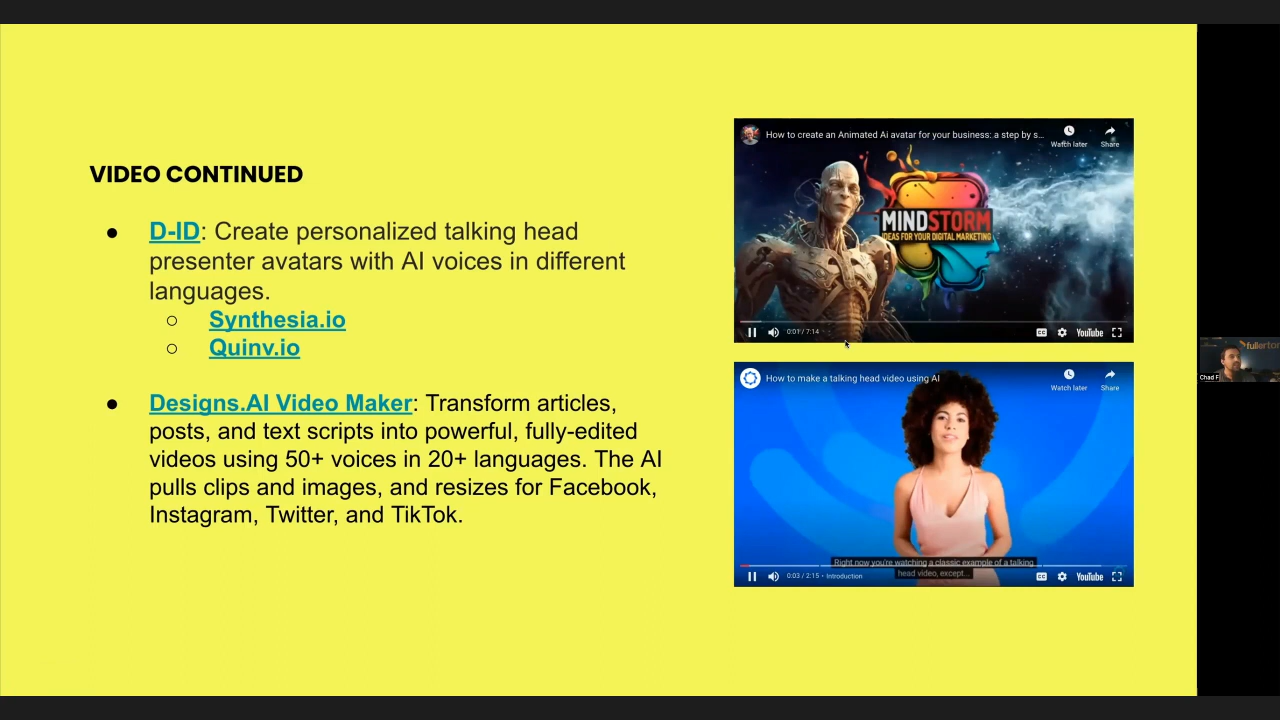 VIDEO CONTINUED
● D-ID: Create personalized talking head
presenter avatars with AI voices in different
languages.
○ Synthesia.io
○ Quinv.io
● Designs.AI Video Maker: Transform articles,
posts, and text scripts into powerful, fully-edited
videos using 50+ voices in 20+ languages. The AI
pulls clips and images, and resizes for Facebook,
Instagram, Twitter, and TikTok.
How to create an Animated Ai avatar for your business: a step by s...
Watch later
Share
MINDSTORM
IDEAS FOR YOUR DIGITAL MARKETING
0:01 / 7:14
CC
YouTube
How to make a talking head video using AI
Watch later
Share
Right now you're watching a classic example of a talking
head video, except...
0:03 / 2:15 • Introduction
CC
YouTube
fullerton
Chad F